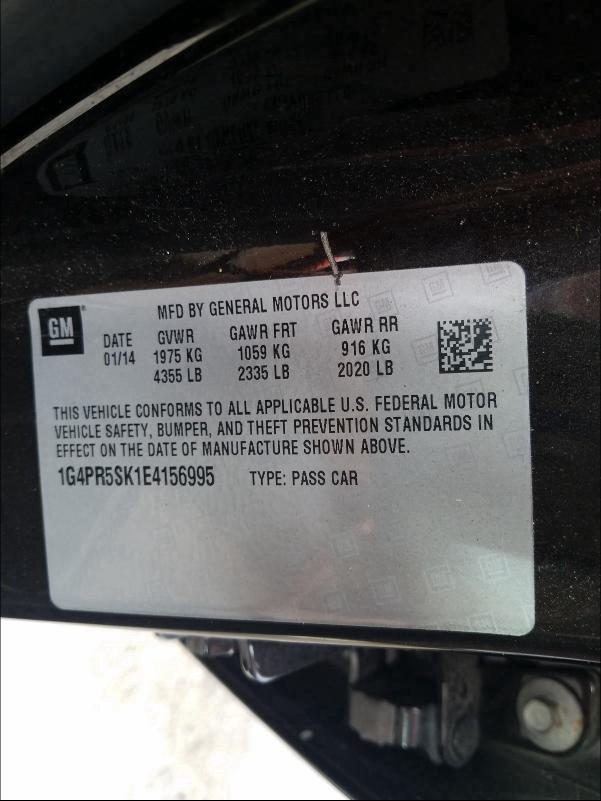 GM
MFD BY GENERAL MOTORS LLC
DATE GVWR GAWR FRT GAWR RR
01/14 1975 KG 1059 KG 916 KG
4355 LB 2335 LB 2020 LB
THIS VEHICLE CONFORMS TO ALL APPLICABLE U.S. FEDERAL MOTOR
VEHICLE SAFETY, BUMPER, AND THEFT PREVENTION STANDARDS IN
EFFECT ON THE DATE OF MANUFACTURE SHOWN ABOVE.
1G4PR5SK1E4156995 TYPE: PASS CAR